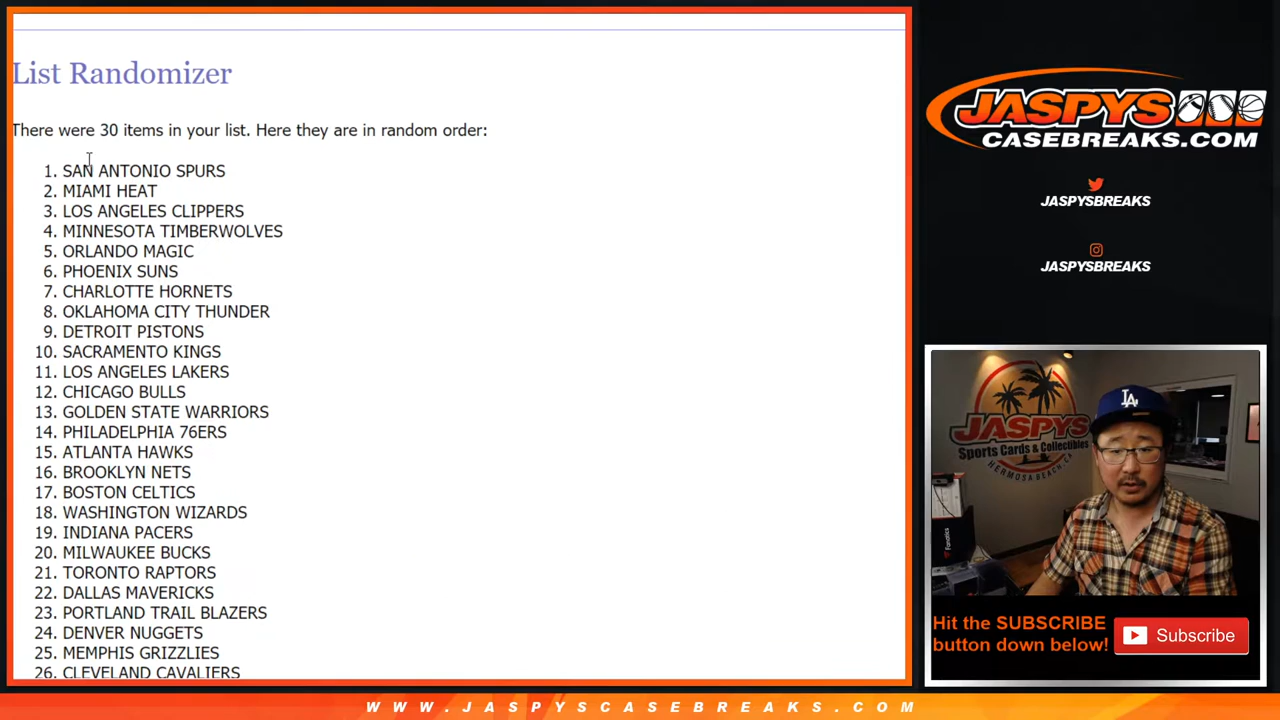 List Randomizer
There were 30 items in your list. Here they are in random order:
1. SAN ANTONIO SPURS
2. MIAMI HEAT
3. LOS ANGELES CLIPPERS
4. MINNESOTA TIMBERWOLVES
5. ORLANDO MAGIC
6. PHOENIX SUNS
7. CHARLOTTE HORNETS
8. OKLAHOMA CITY THUNDER
9. DETROIT PISTONS
10. SACRAMENTO KINGS
11. LOS ANGELES LAKERS
12. CHICAGO BULLS
13. GOLDEN STATE WARRIORS
14. PHILADELPHIA 76ERS
15. ATLANTA HAWKS
16. BROOKLYN NETS
17. BOSTON CELTICS
18. WASHINGTON WIZARDS
19. INDIANA PACERS
20. MILWAUKEE BUCKS
21. TORONTO RAPTORS
22. DALLAS MAVERICKS
23. PORTLAND TRAIL BLAZERS
24. DENVER NUGGETS
25. MEMPHIS GRIZZLIES
26. CLEVELAND CAVALIERS
JASPYS
CASEBREAKS.COM
JASPYSBREAKS
JASPYSBREAKS
JASPYS
Sports Cards & Collectibles
HERMOSA BEACH, CA
LA
Fanatics
Hit the SUBSCRIBE
button down below!
Subscribe
WWW.JASPYSCASEBREAKS.COM